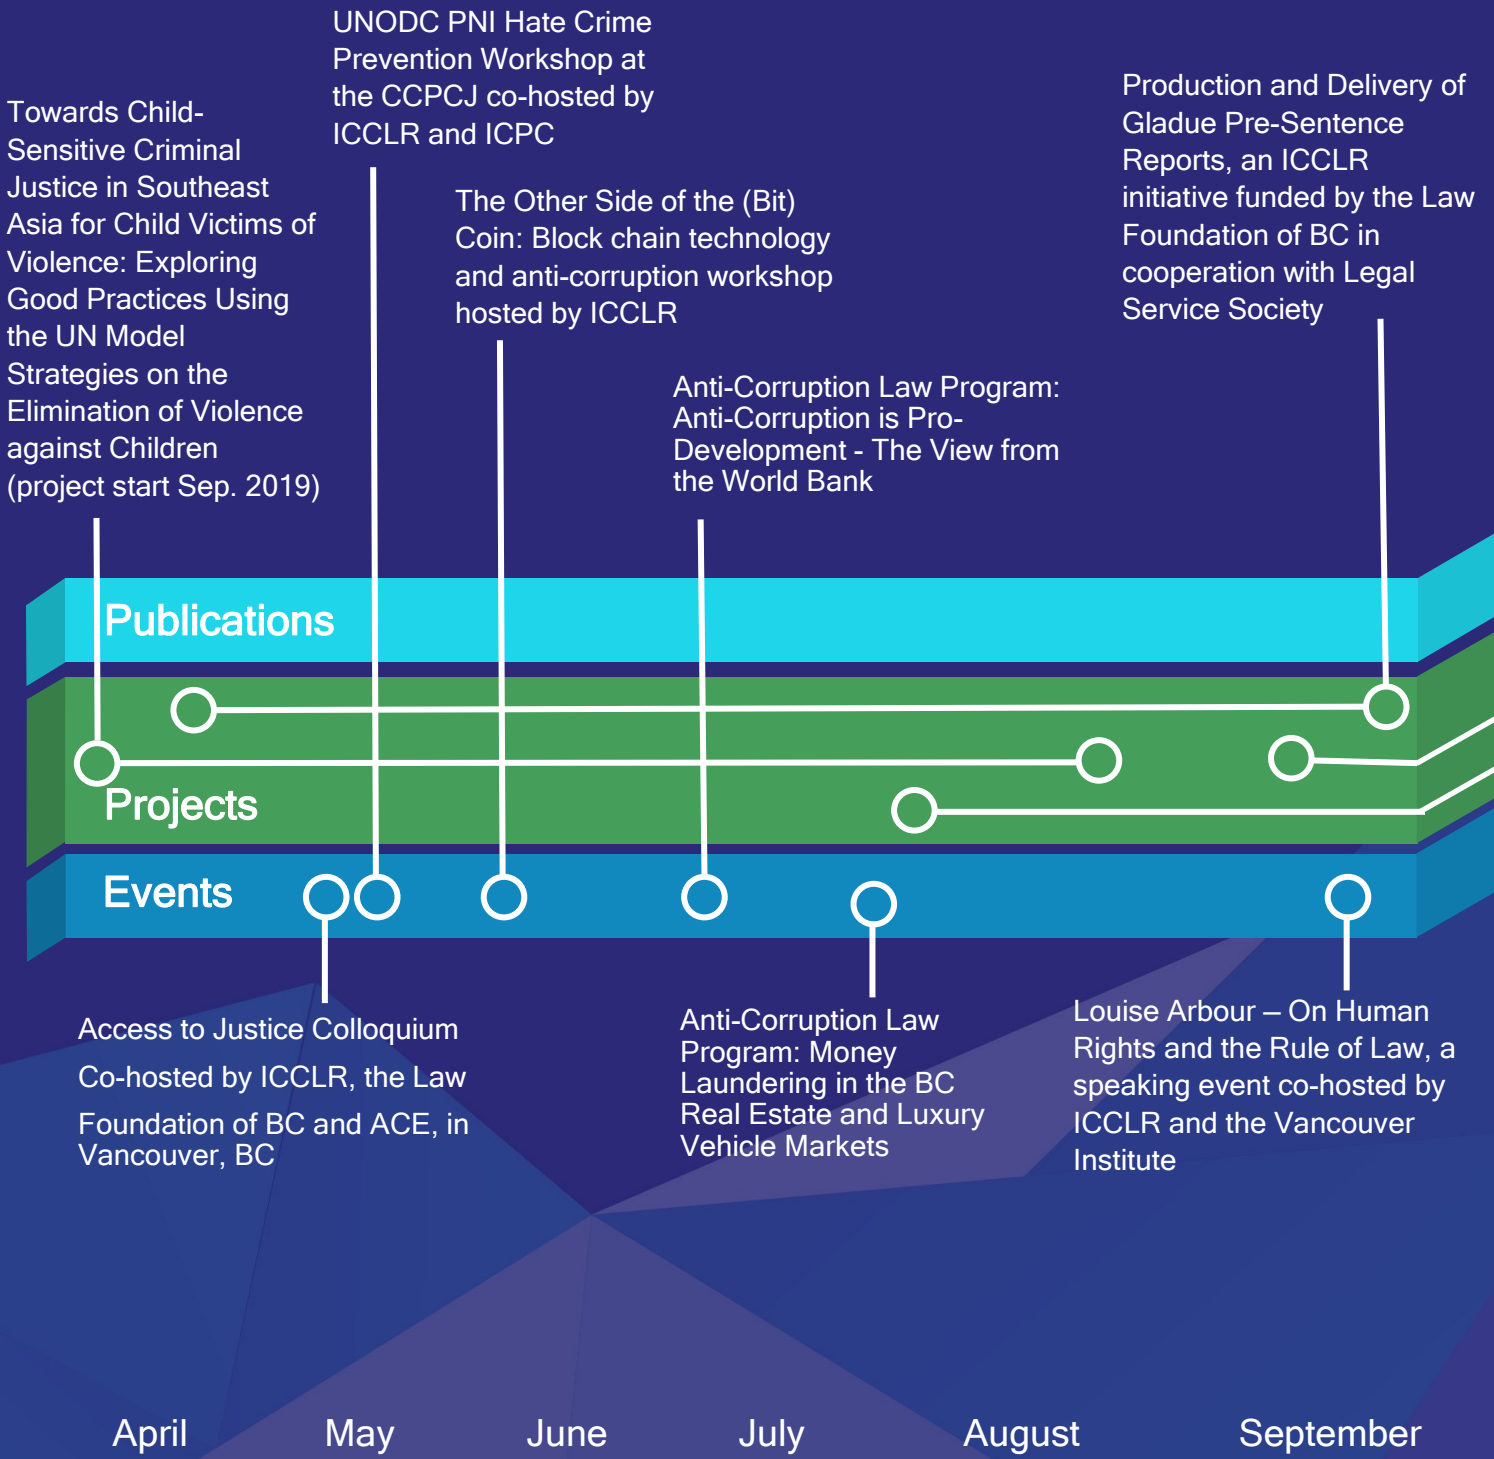 UNODC PNI Hate Crime
Prevention Workshop at
the CCPCJ co-hosted by
ICCLR and ICPC
Towards Child-
Sensitive Criminal
Justice in Southeast
Asia for Child Victims of
Violence: Exploring
Good Practices Using
the UN Model
Strategies on the
Elimination of Violence
against Children
(project start Sep. 2019)
The Other Side of the (Bit)
Coin: Block chain technology
and anti-corruption workshop
hosted by ICCLR
Anti-Corruption Law Program:
Anti-Corruption is Pro-
Development - The View from
the World Bank
Production and Delivery of
Gladue Pre-Sentence
Reports, an ICCLR
initiative funded by the Law
Foundation of BC in
cooperation with Legal
Service Society
Publications
Projects
Events
Access to Justice Colloquium
Co-hosted by ICCLR, the Law
Foundation of BC and ACE, in
Vancouver, BC
Anti-Corruption Law
Program: Money
Laundering in the BC
Real Estate and Luxury
Vehicle Markets
Louise Arbour – On Human
Rights and the Rule of Law, a
speaking event co-hosted by
ICCLR and the Vancouver
Institute
April May June July August September